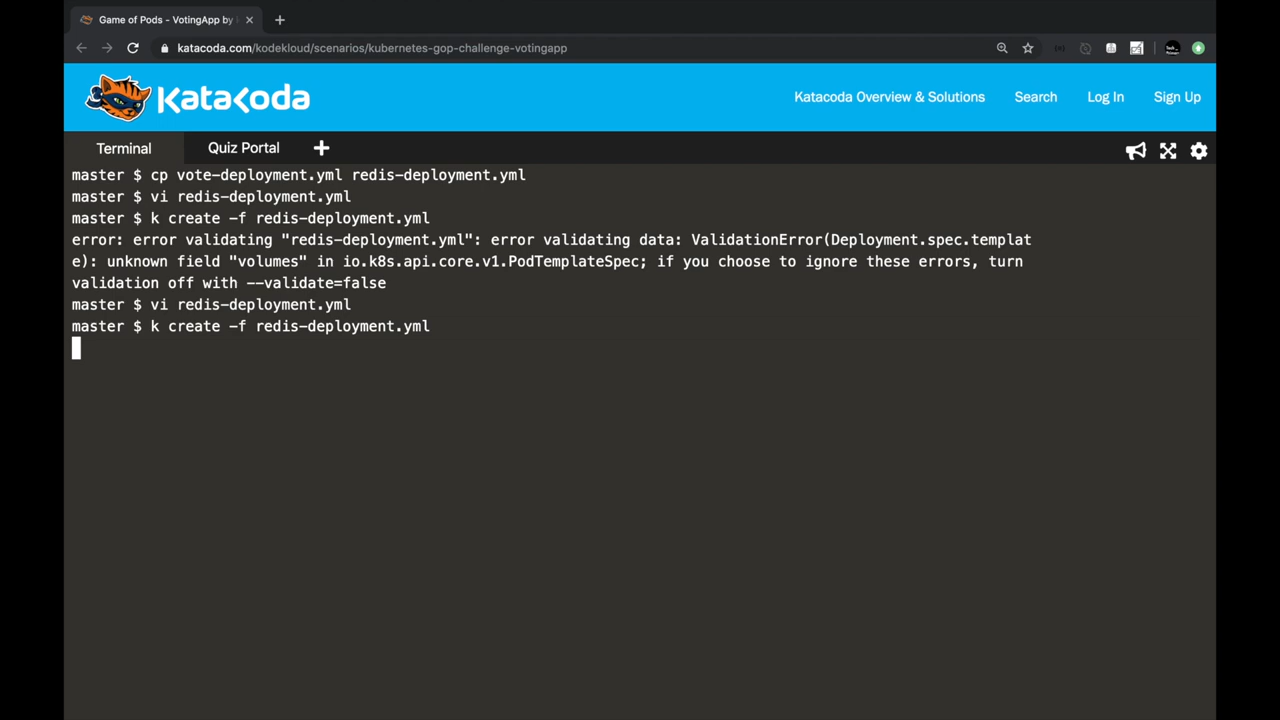 Game of Pods - VotingApp by
katacoda.com/kodekloud/scenarios/kubernetes-gop-challenge-votingapp
Katacoda
Katacoda Overview & Solutions
Search
Log In
Sign Up
Terminal
Quiz Portal
master $ cp vote-deployment.yml redis-deployment.yml
master $ vi redis-deployment.yml
master $ k create -f redis-deployment.yml
error: error validating "redis-deployment.yml": error validating data: ValidationError(Deployment.spec.templat
e): unknown field "volumes" in io.k8s.api.core.v1.PodTemplateSpec; if you choose to ignore these errors, turn
validation off with --validate=false
master $ vi redis-deployment.yml
master $ k create -f redis-deployment.yml